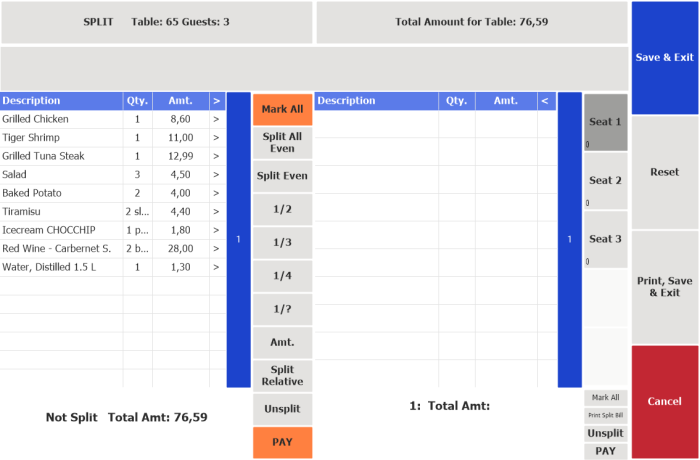 SPLIT Table: 65 Guests: 3
Total Amount for Table: 76,59
Save & Exit
Description Qty. Amt. >
Grilled Chicken 1 8,60 >
Tiger Shrimp 1 11,00 >
Grilled Tuna Steak 1 12,99 >
Salad 3 4,50 >
Baked Potato 2 4,00 >
Tiramisu 2 sl... 4,40 >
Icecream CHOCCHIP 1 p... 1,80 >
Red Wine - Carbernet S. 2 b... 28,00 >
Water, Distilled 1.5 L 1 1,30 >
1
Not Split Total Amt: 76,59
Mark All
Split All
Even
Split Even
1/2
1/3
1/4
1/?
Amt.
Split
Relative
Unsplit
PAY
Description Qty. Amt. <
1
1: Total Amt:
Seat 1
0
Seat 2
0
Seat 3
0
Mark All
Print Split Bill
Unsplit
PAY
Reset
Print, Save
& Exit
Cancel